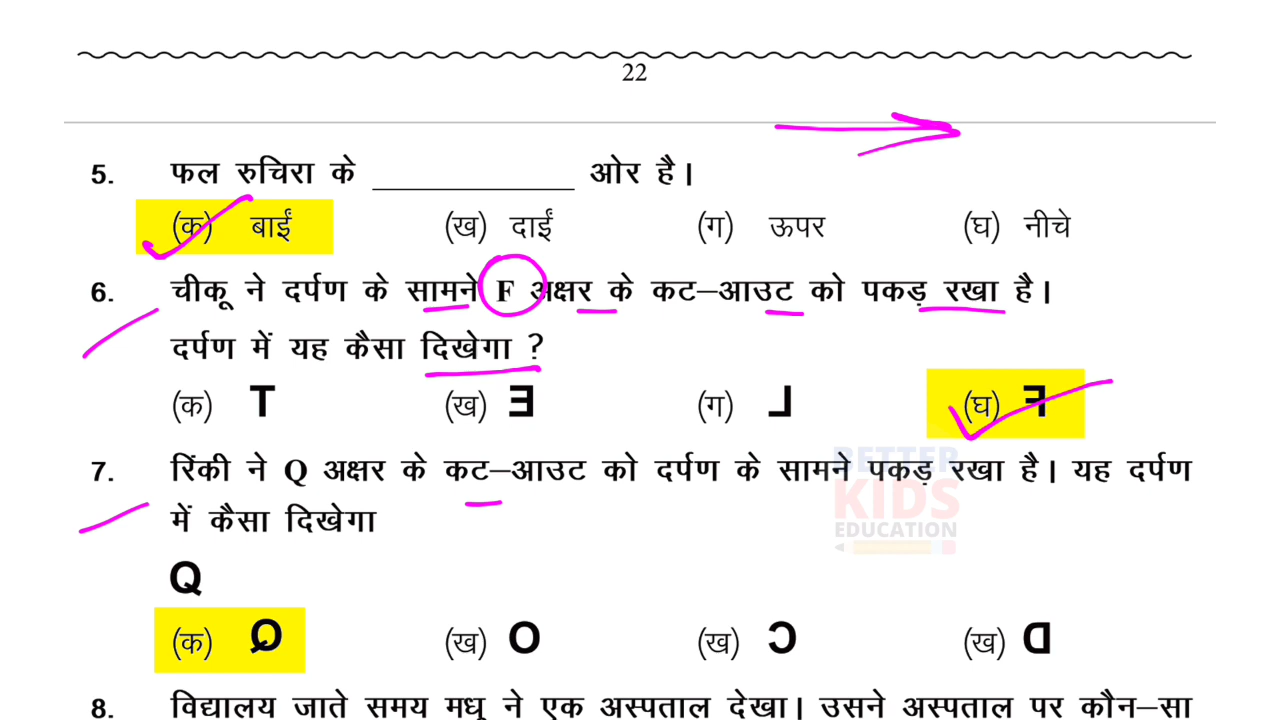 22
5. फल रुचिरा के ____________ ओर है।
(क) बाईं (ख) दाईं (ग) ऊपर (घ) नीचे
6. चीकू ने दर्पण के सामने F अक्षर के कट–आउट को पकड़ रखा है।
दर्पण में यह कैसा दिखेगा ?
(क) T (ख) Ǝ (ग) ⅃ (घ) ꟻ
7. रिंकी ने Q अक्षर के कट–आउट को दर्पण के सामने पकड़ रखा है। यह दर्पण
में कैसा दिखेगा
Q
(क) Ꝺ (ख) O (ख) Ɔ (ख) ᗡ
BETTER
KIDS
EDUCATION
8. विद्यालय जाते समय मधू ने एक अस्पताल देखा। उसने अस्पताल पर कौन–सा